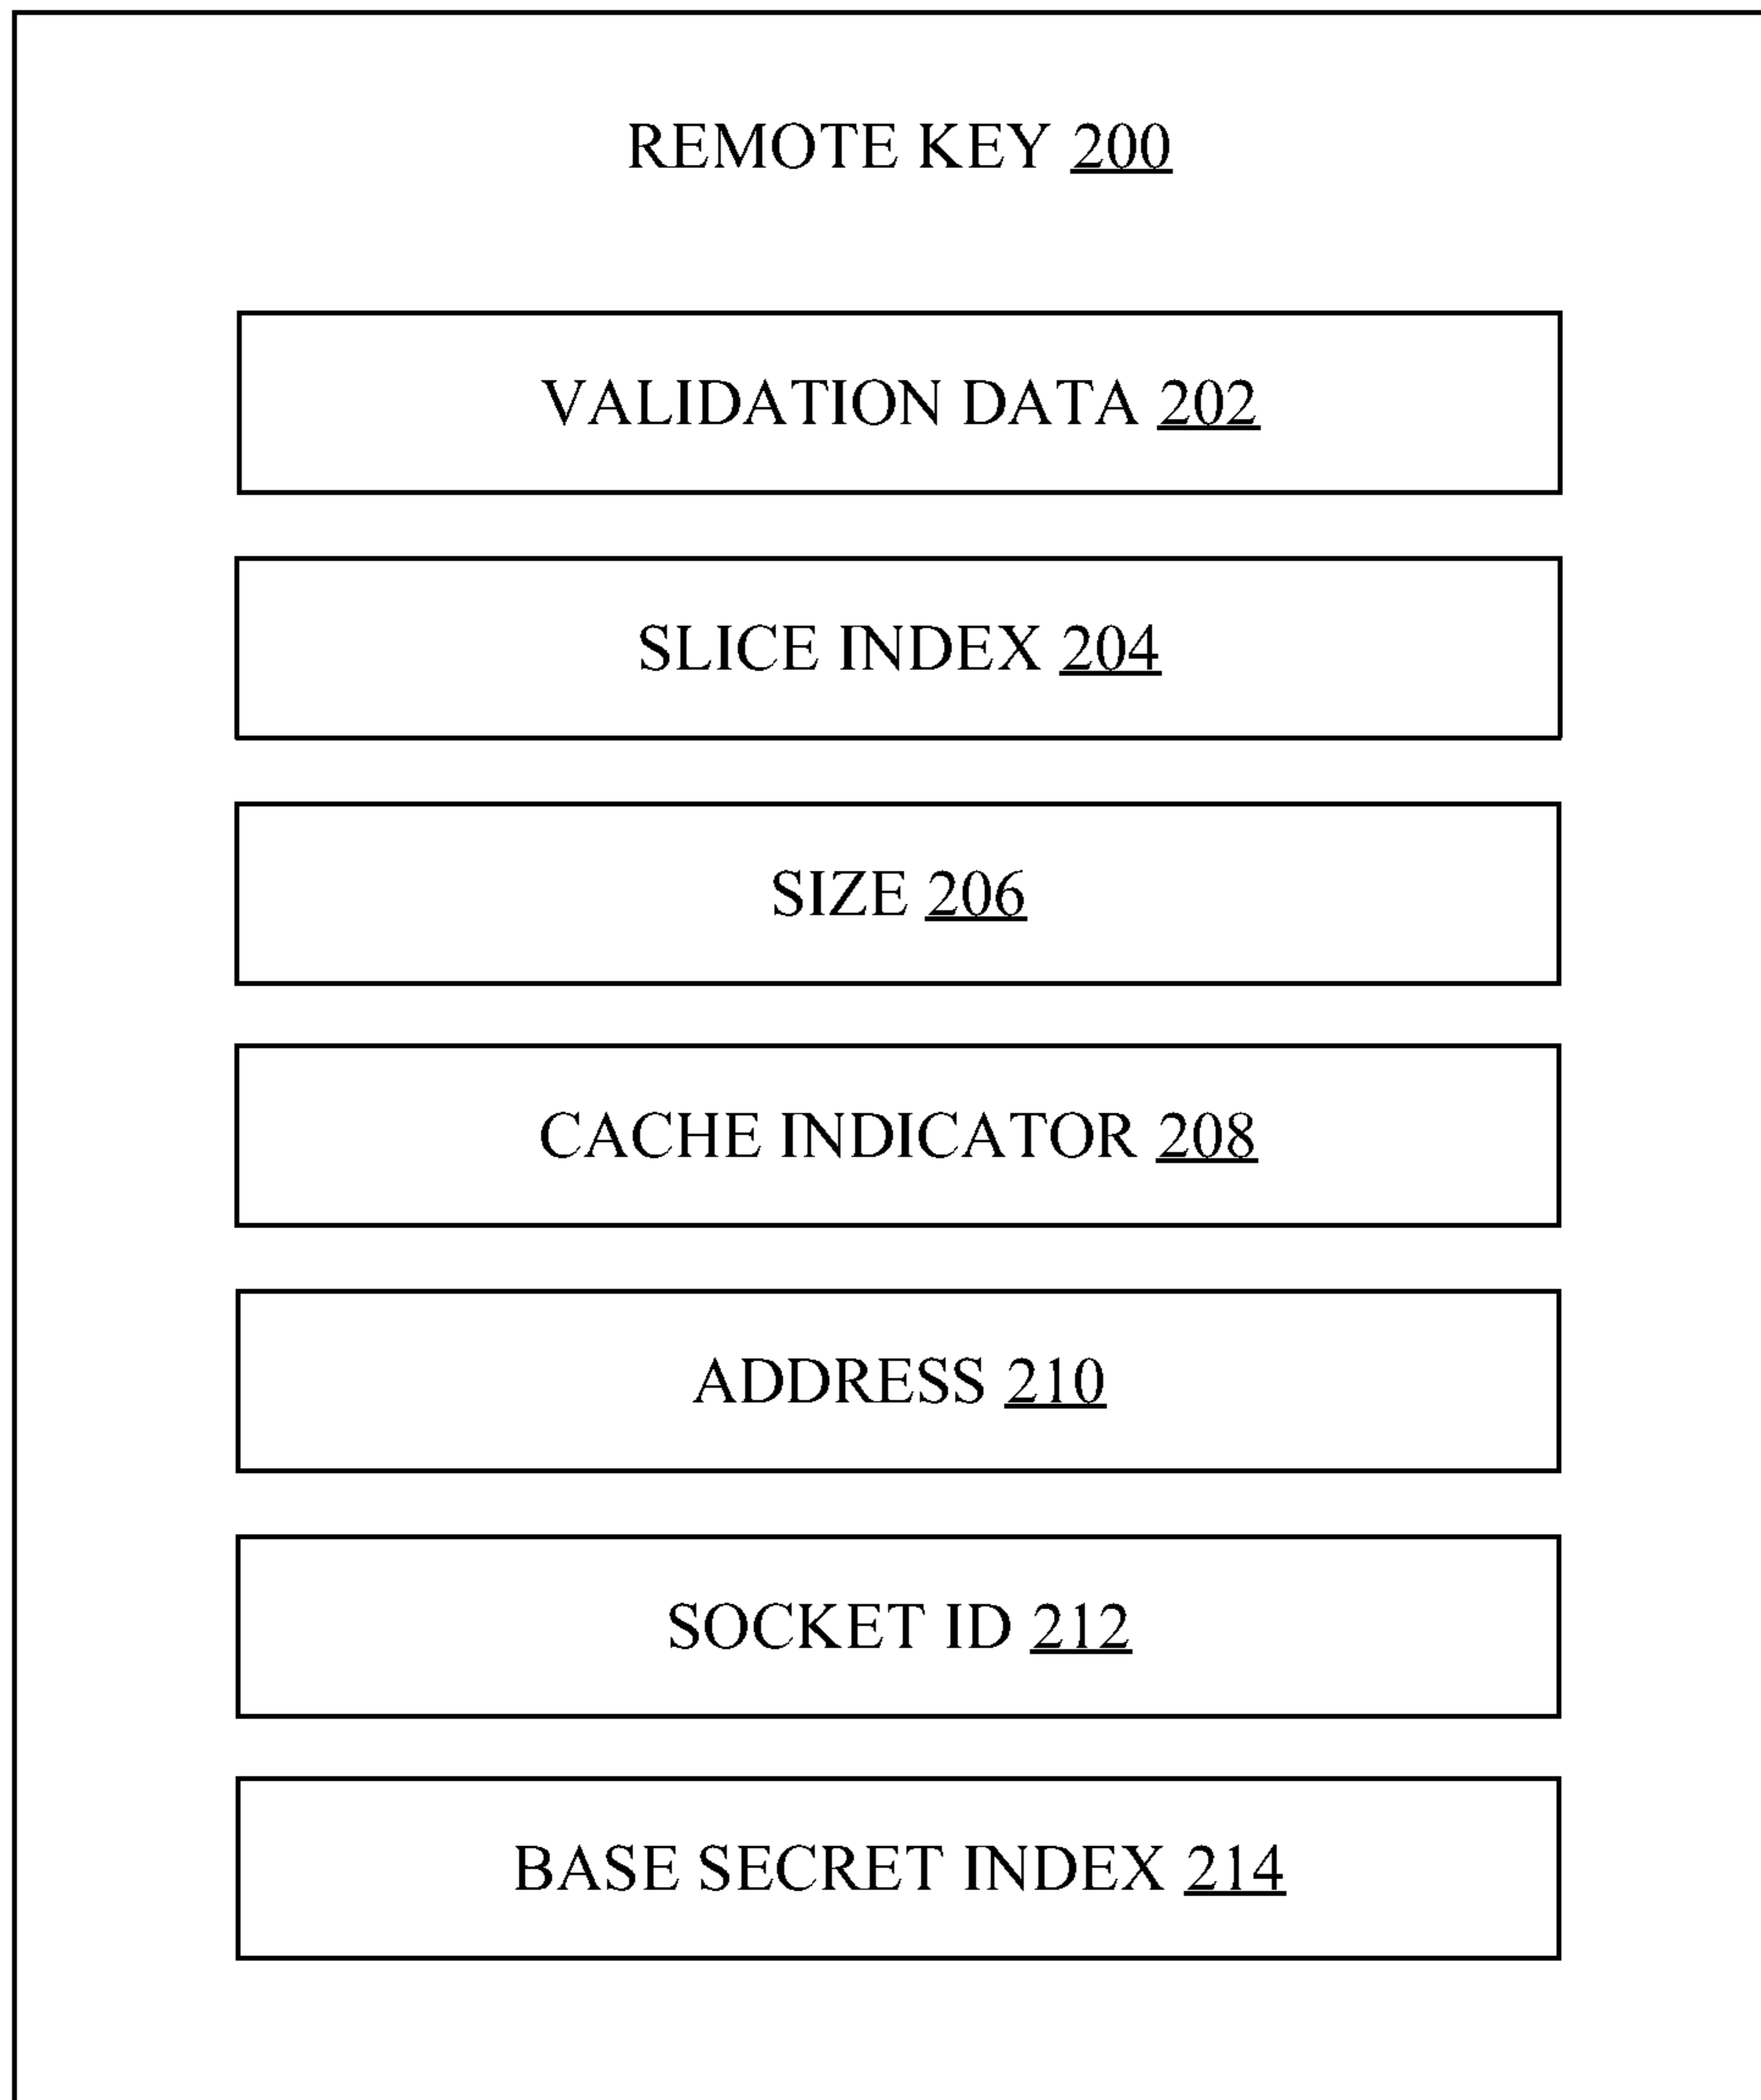 REMOTE KEY 200
VALIDATION DATA 202
SLICE INDEX 204
SIZE 206
CACHE INDICATOR 208
ADDRESS 210
SOCKET ID 212
BASE SECRET INDEX 214